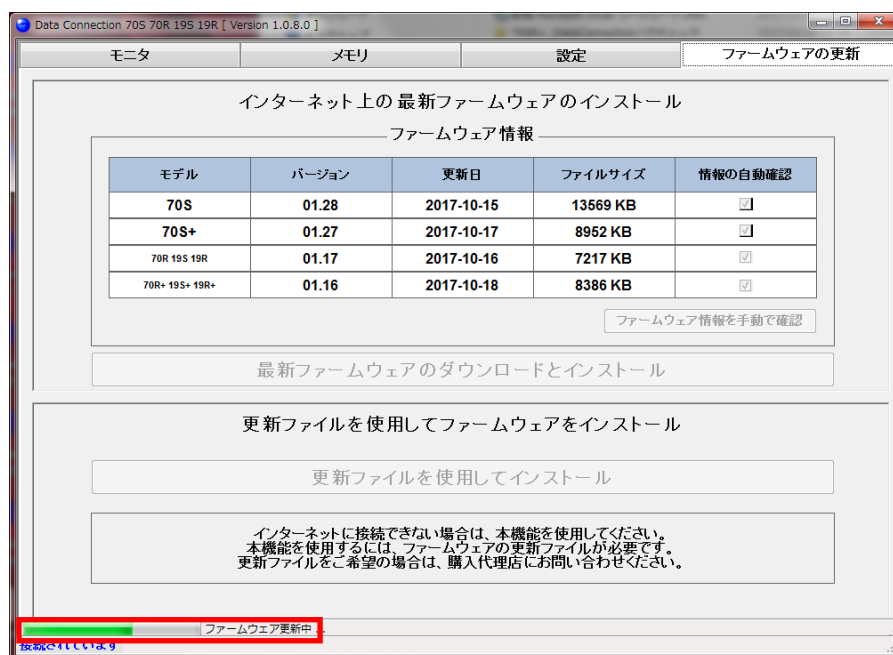 Data Connection 70S 70R 19S 19R [ Version 1.0.8.0 ]
モニタ メモリ 設定 ファームウェアの更新
インターネット上の最新ファームウェアのインストール
ファームウェア情報
モデル バージョン 更新日 ファイルサイズ 情報の自動確認
70S 01.28 2017-10-15 13569 KB
70S+ 01.27 2017-10-17 8952 KB
70R 19S 19R 01.17 2017-10-16 7217 KB
70R+ 19S+ 19R+ 01.16 2017-10-18 8386 KB
ファームウェア情報を手動で確認
最新ファームウェアのダウンロードとインストール
更新ファイルを使用してファームウェアをインストール
更新ファイルを使用してインストール
インターネットに接続できない場合は、本機能を使用してください。
本機能を使用するには、ファームウェアの更新ファイルが必要です。
更新ファイルをご希望の場合は、購入代理店にお問い合わせください。
ファームウェア更新中...
接続されています